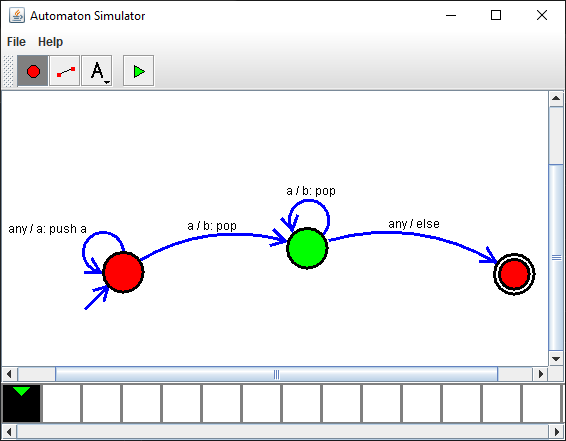 Automaton Simulator
File Help
A
a / b: pop
any / a: push a
a / b: pop
any / else